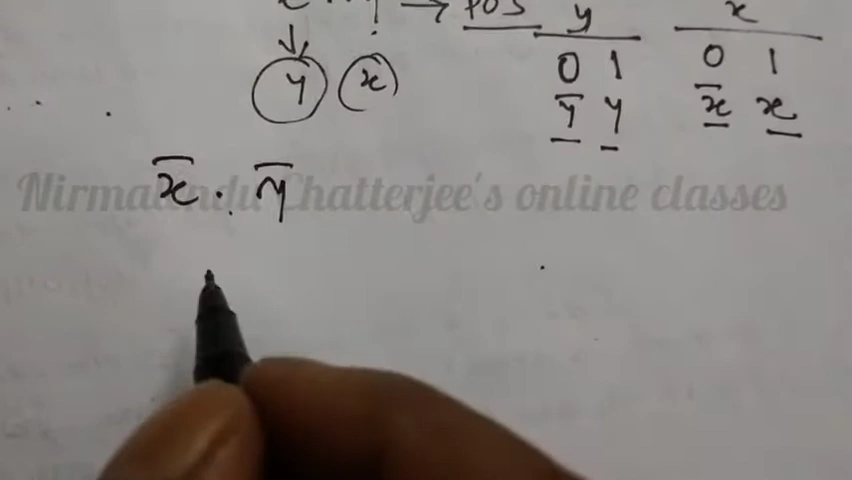 → POS y x
y x 0 1 0 1
y̅ y x̅ x
x̅ . y̅
Nirmalendu Chatterjee's online classes